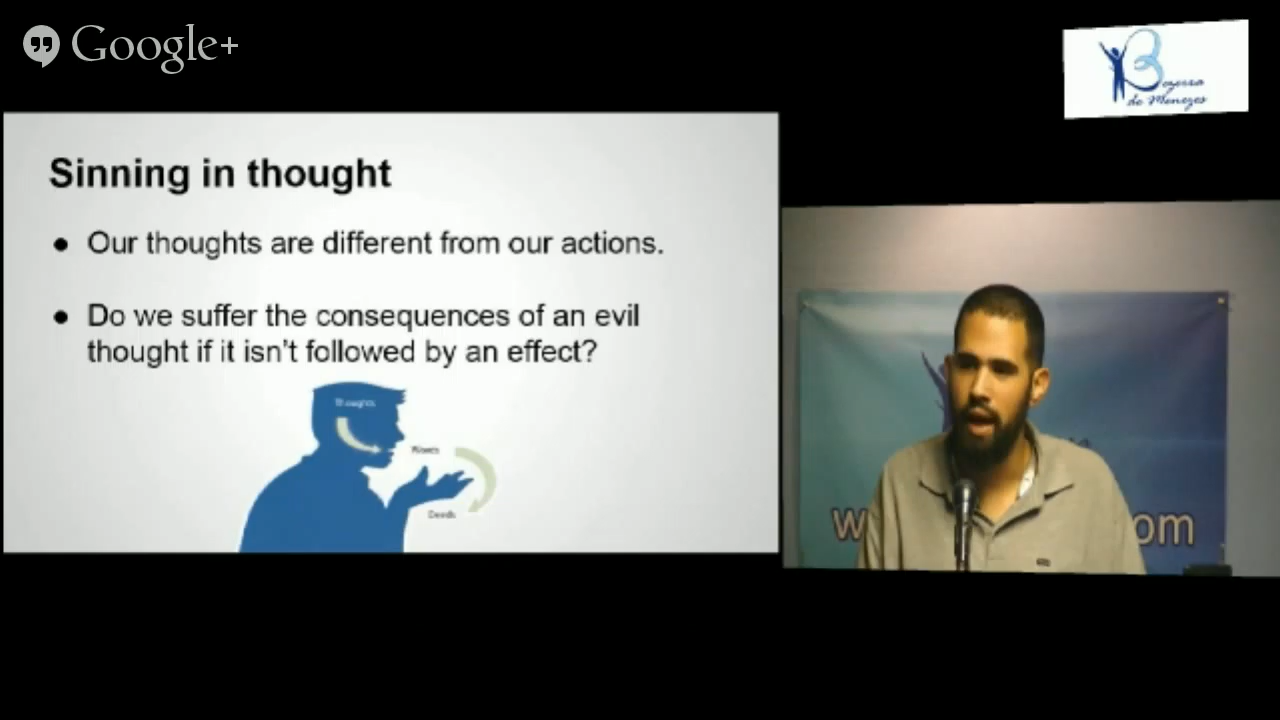 Google+
Bezerra
de Menezes
Sinning in thought
● Our thoughts are different from our actions.
● Do we suffer the consequences of an evil
thought if it isn't followed by an effect?
Thoughts
Deeds
w
om